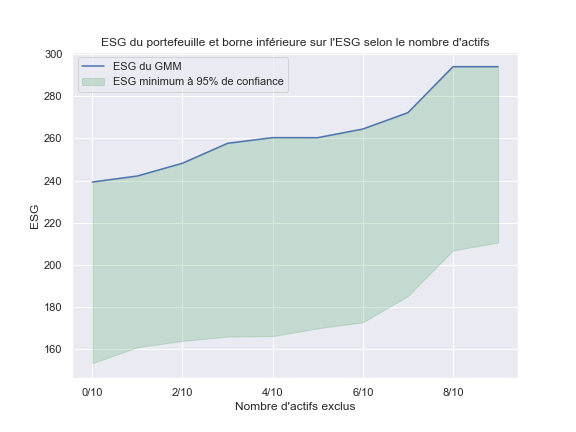 ESG du portefeuille et borne inférieure sur l'ESG selon le nombre d'actifs
300
ESG du GMM
ESG minimum à 95% de confiance
280
260
240
220
200
180
160
ESG
0/10 2/10 4/10 6/10 8/10
Nombre d'actifs exclus